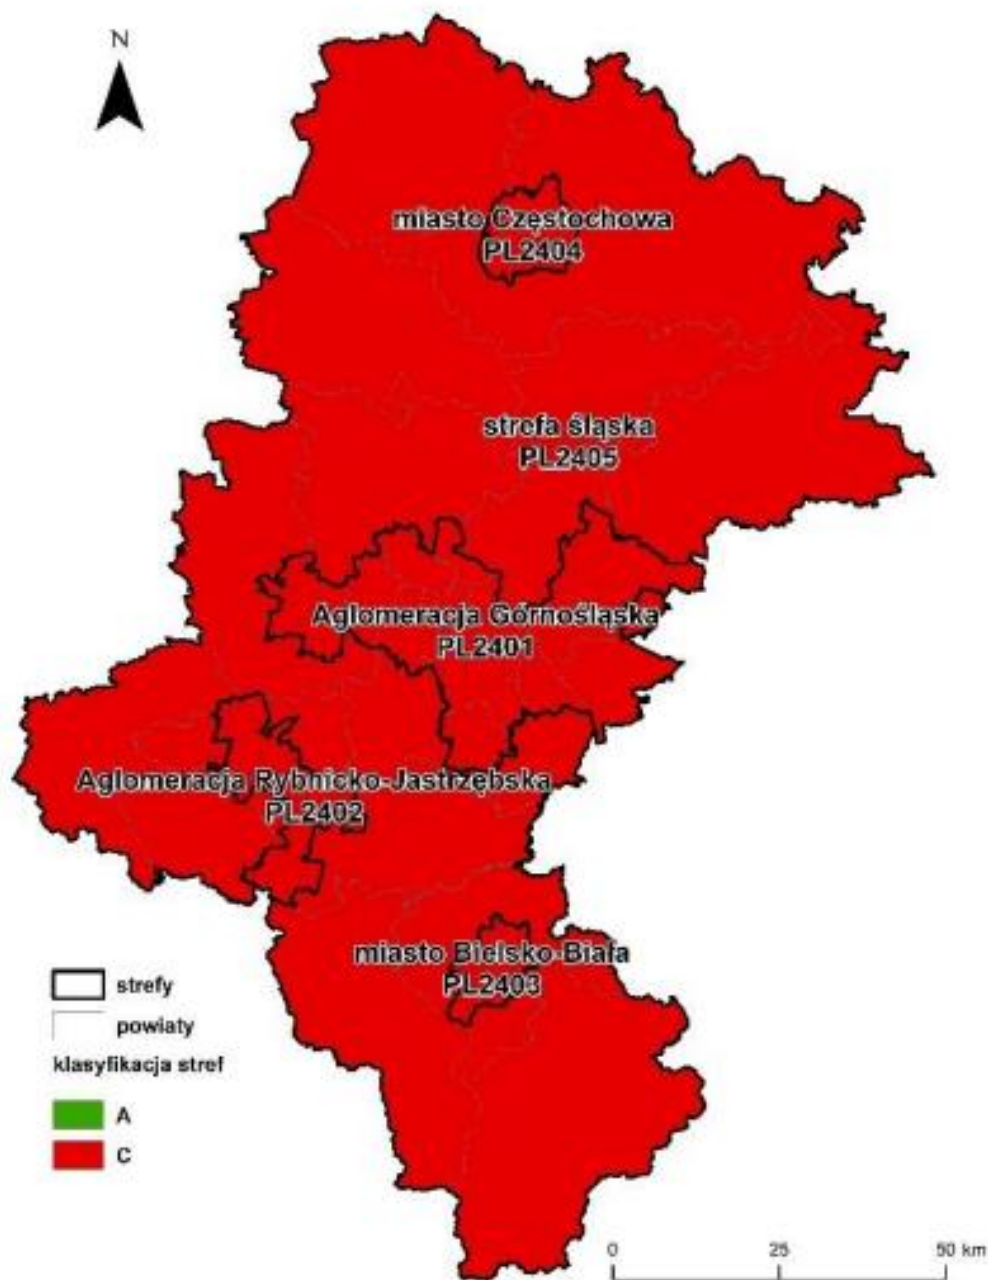 N
miasto Częstochowa
PL2404
strefa śląska
PL2405
Aglomeracja Górnośląska
PL2401
Aglomeracja Rybnicko-Jastrzębska
PL2402
miasto Bielsko-Biała
PL2403
strefy
powiaty
klasyfikacja stref
A
C
0 25 50 km